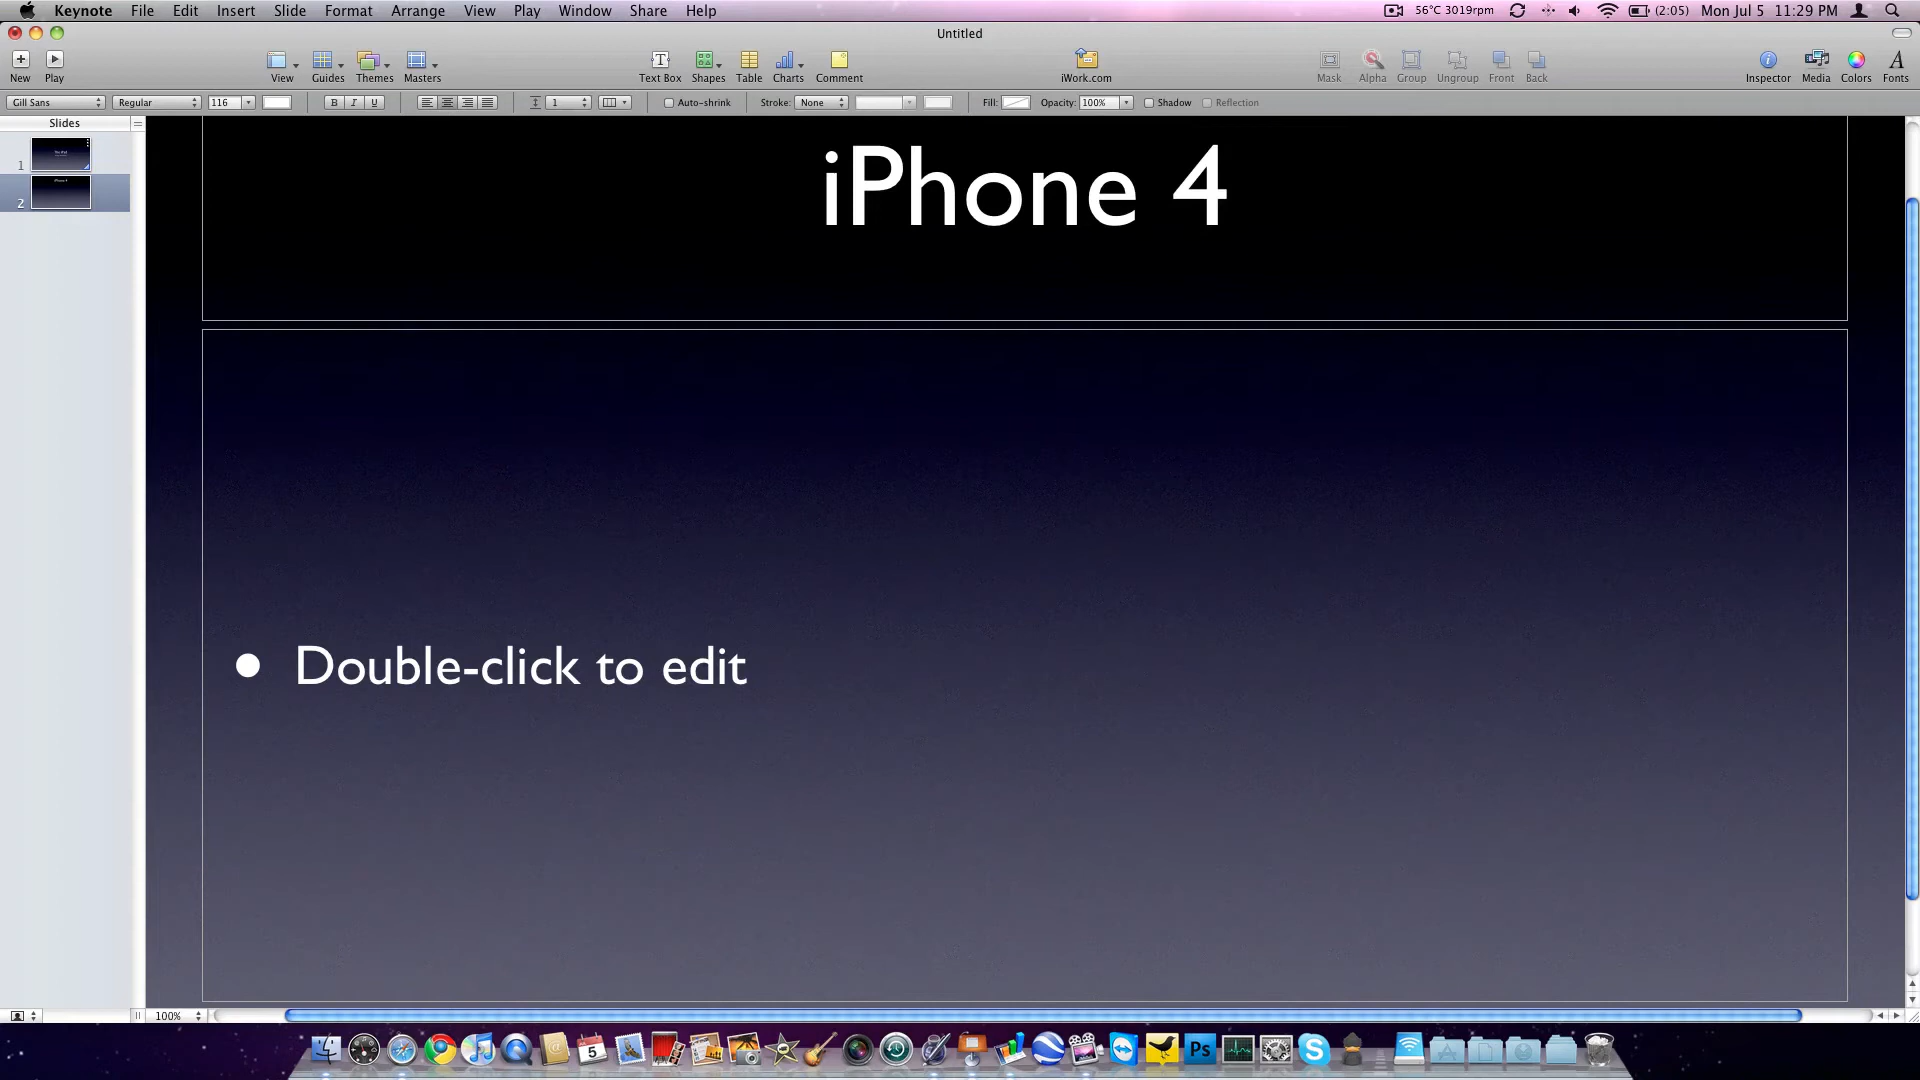 Keynote File Edit Insert Slide Format Arrange View Play Window Share Help 56°C 3019rpm (2:05) Mon Jul 5 11:29 PM
Untitled
New Play View Guides Themes Masters Text Box Shapes Table Charts Comment iWork.com Mask Alpha Group Ungroup Front Back Inspector Media Colors Fonts
Gill Sans Regular 116 B I U 1 Auto-shrink Stroke: None Fill: Opacity: 100% Shadow Reflection
Slides
1
2
iPhone 4
• Double-click to edit
100%
5
Ps